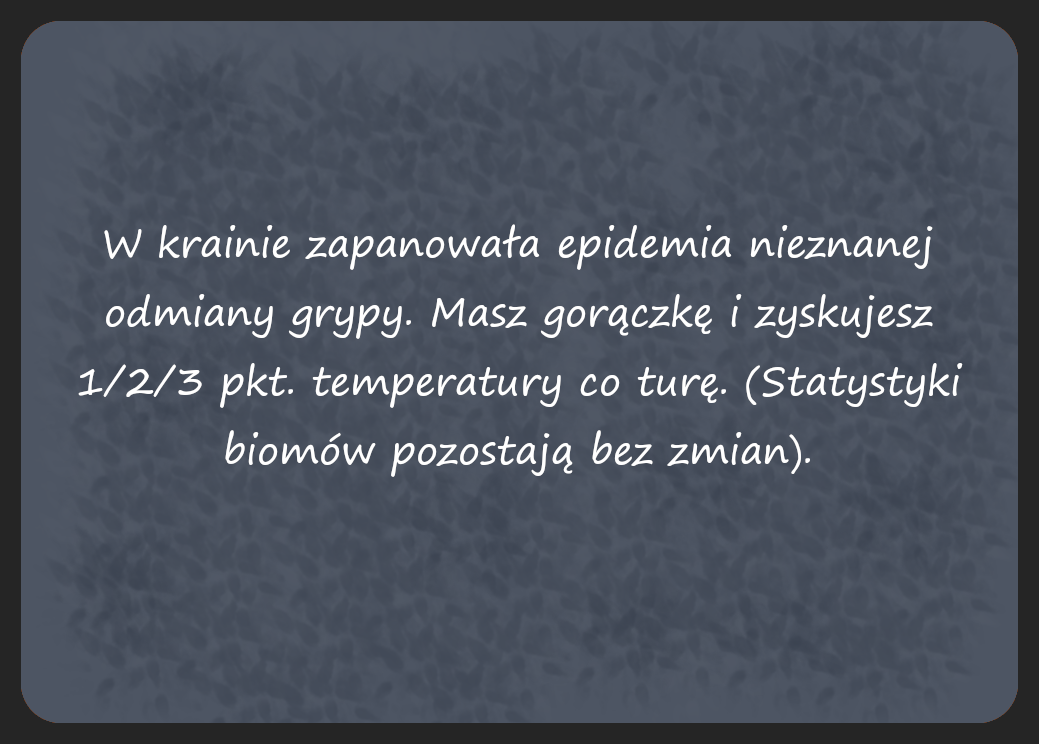 W krainie zapanowała epidemia nieznanej
odmiany grypy. Masz gorączkę i zyskujesz
1/2/3 pkt. temperatury co turę. (Statystyki
biomów pozostają bez zmian).